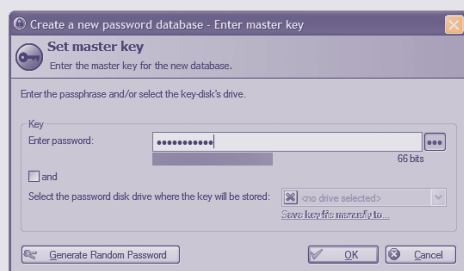 Create a new password database - Enter master key
Set master key
Enter the master key for the new database.
Enter the passphrase and/or select the key-disk's drive.
Key
Enter password:
•••••••••••
66 bits
and
Select the password disk drive where the key will be stored:
<no drive selected>
Save key file manually to...
Generate Random Password
OK
Cancel